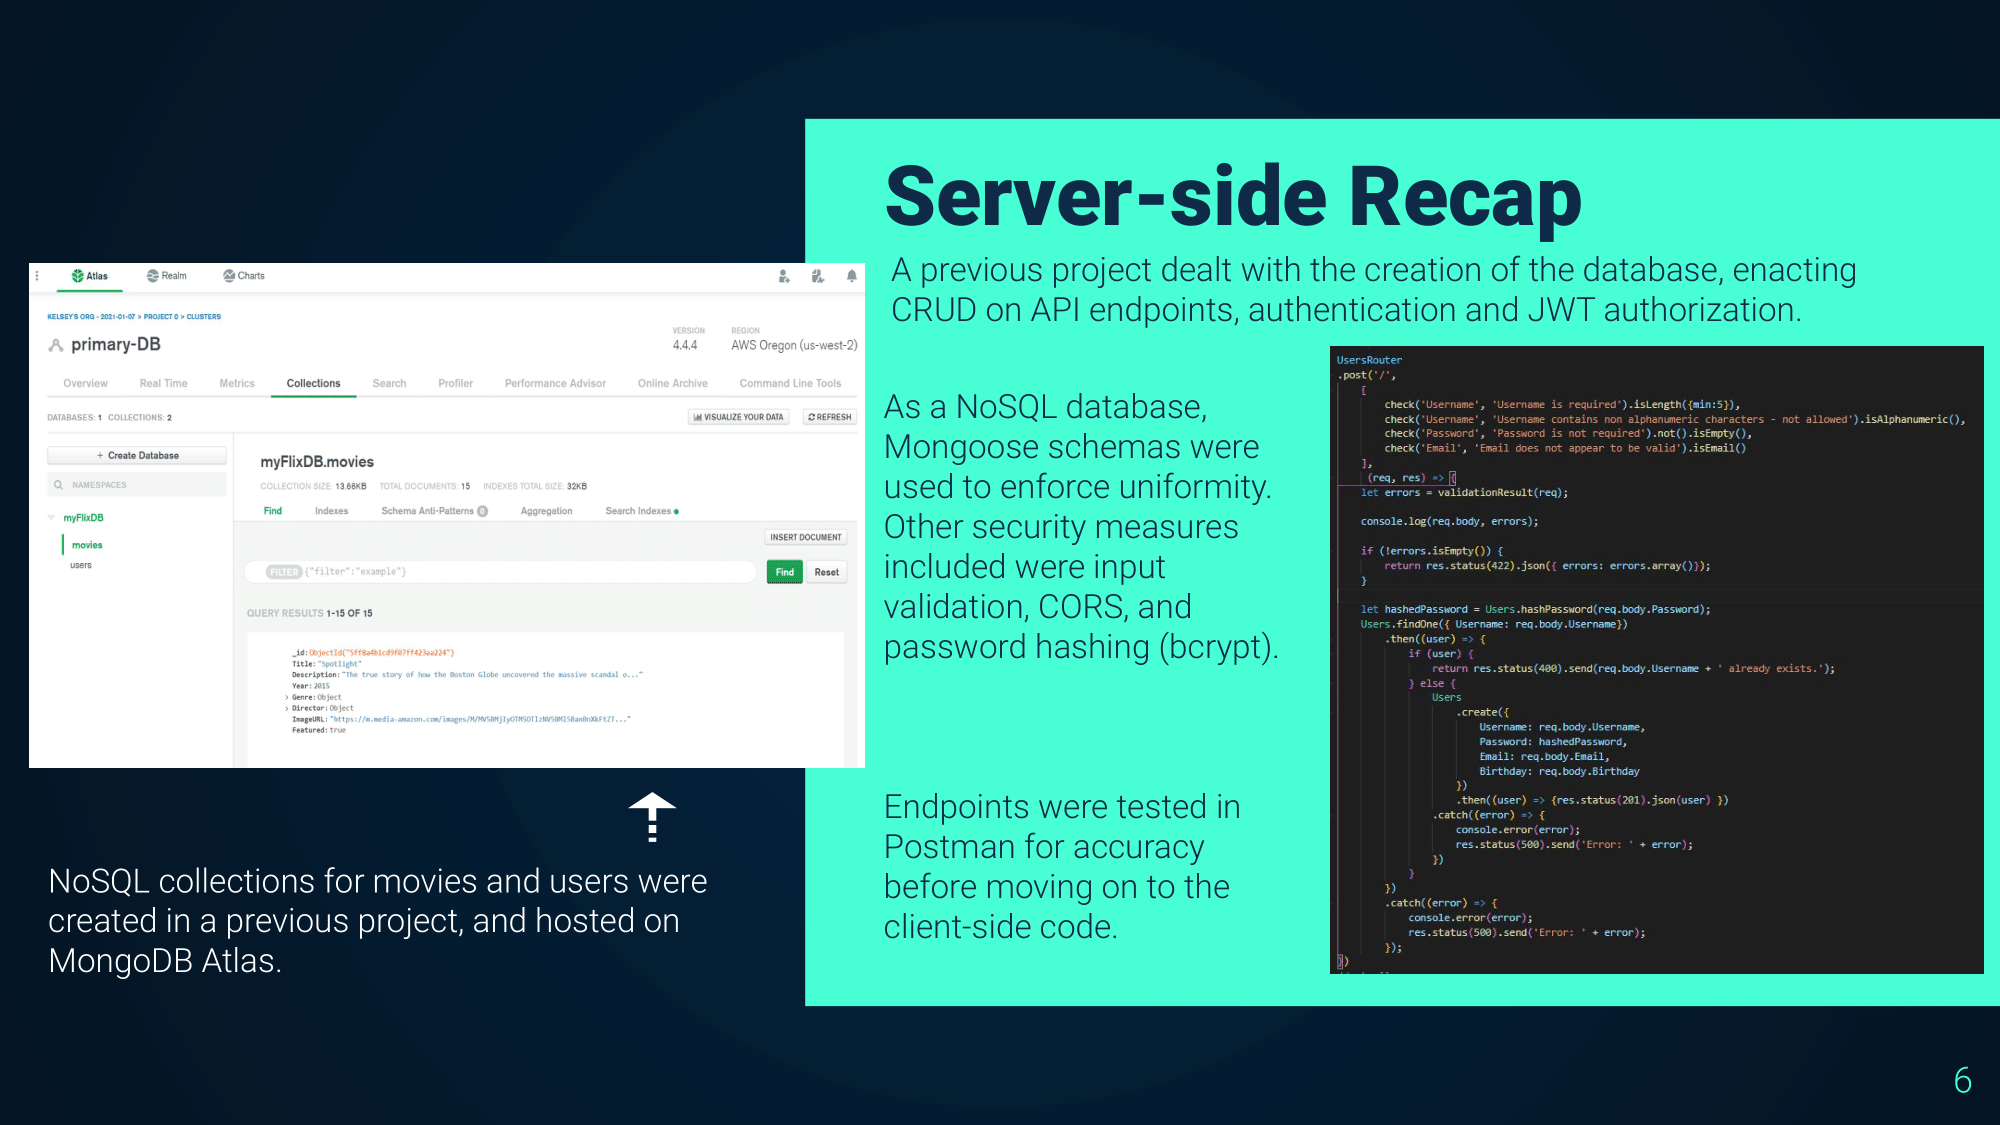 Server-side Recap
A previous project dealt with the creation of the database, enacting
CRUD on API endpoints, authentication and JWT authorization.
Atlas
Realm
Charts
KELSEY'S ORG - 2021-01-07 > PROJECT 0 > CLUSTERS
primary-DB
VERSION
4.4.4
REGION
AWS Oregon (us-west-2)
Overview Real Time Metrics Collections Search Profiler Performance Advisor Online Archive Command Line Tools
DATABASES: 1 COLLECTIONS: 2
VISUALIZE YOUR DATA
REFRESH
+ Create Database
NAMESPACES
myFlixDB
movies
users
myFlixDB.movies
COLLECTION SIZE: 13.66KB TOTAL DOCUMENTS: 15 INDEXES TOTAL SIZE: 32KB
Find Indexes Schema Anti-Patterns 0 Aggregation Search Indexes
INSERT DOCUMENT
FILTER {"filter":"example"}
Find
Reset
QUERY RESULTS 1-15 OF 15
_id: ObjectId("5ff8a4b1cd9f07ff423aa224")
Title: "Spotlight"
Description: "The true story of how the Boston Globe uncovered the massive scandal o..."
Year: 2015
> Genre: Object
> Director: Object
Featured: true
NoSQL collections for movies and users were
created in a previous project, and hosted on
MongoDB Atlas.
As a NoSQL database,
Mongoose schemas were
used to enforce uniformity.
Other security measures
included were input
validation, CORS, and
password hashing (bcrypt).
Endpoints were tested in
Postman for accuracy
before moving on to the
client-side code.
UsersRouter
.post('/',
[
check('Username', 'Username is required').isLength({min:5}),
check('Username', 'Username contains non alphanumeric characters - not allowed').isAlphanumeric(),
check('Password', 'Password is not required').not().isEmpty(),
check('Email', 'Email does not appear to be valid').isEmail()
],
(req, res) => {
let errors = validationResult(req);
console.log(req.body, errors);
if (!errors.isEmpty()) {
return res.status(422).json({ errors: errors.array()});
}
let hashedPassword = Users.hashPassword(req.body.Password);
Users.findOne({ Username: req.body.Username})
.then((user) => {
if (user) {
return res.status(400).send(req.body.Username + ' already exists.');
} else {
Users
.create({
Username: req.body.Username,
Password: hashedPassword,
Email: req.body.Email,
Birthday: req.body.Birthday
})
.then((user) => {res.status(201).json(user) })
.catch((error) => {
console.error(error);
res.status(500).send('Error: ' + error);
})
}
})
.catch((error) => {
console.error(error);
res.status(500).send('Error: ' + error);
});
})
6